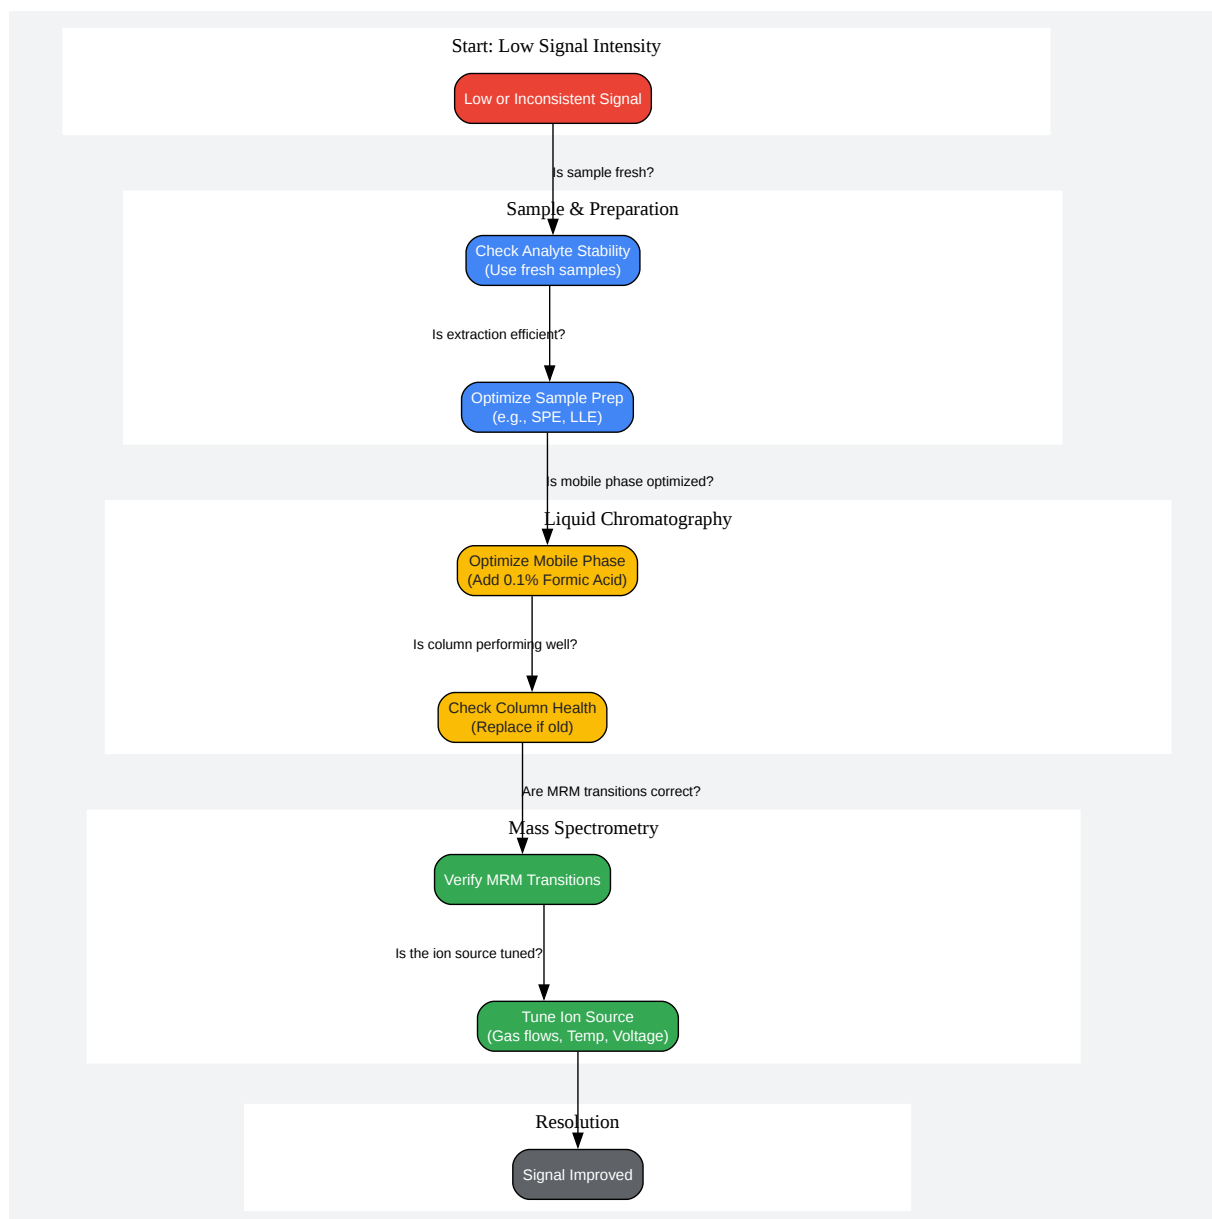 Start: Low Signal Intensity
Low or Inconsistent Signal
Is sample fresh?
Sample & Preparation
Check Analyte Stability
(Use fresh samples)
Is extraction efficient?
Optimize Sample Prep
(e.g., SPE, LLE)
Is mobile phase optimized?
Liquid Chromatography
Optimize Mobile Phase
(Add 0.1% Formic Acid)
Is column performing well?
Check Column Health
(Replace if old)
Are MRM transitions correct?
Mass Spectrometry
Verify MRM Transitions
Is the ion source tuned?
Tune Ion Source
(Gas flows, Temp, Voltage)
Resolution
Signal Improved